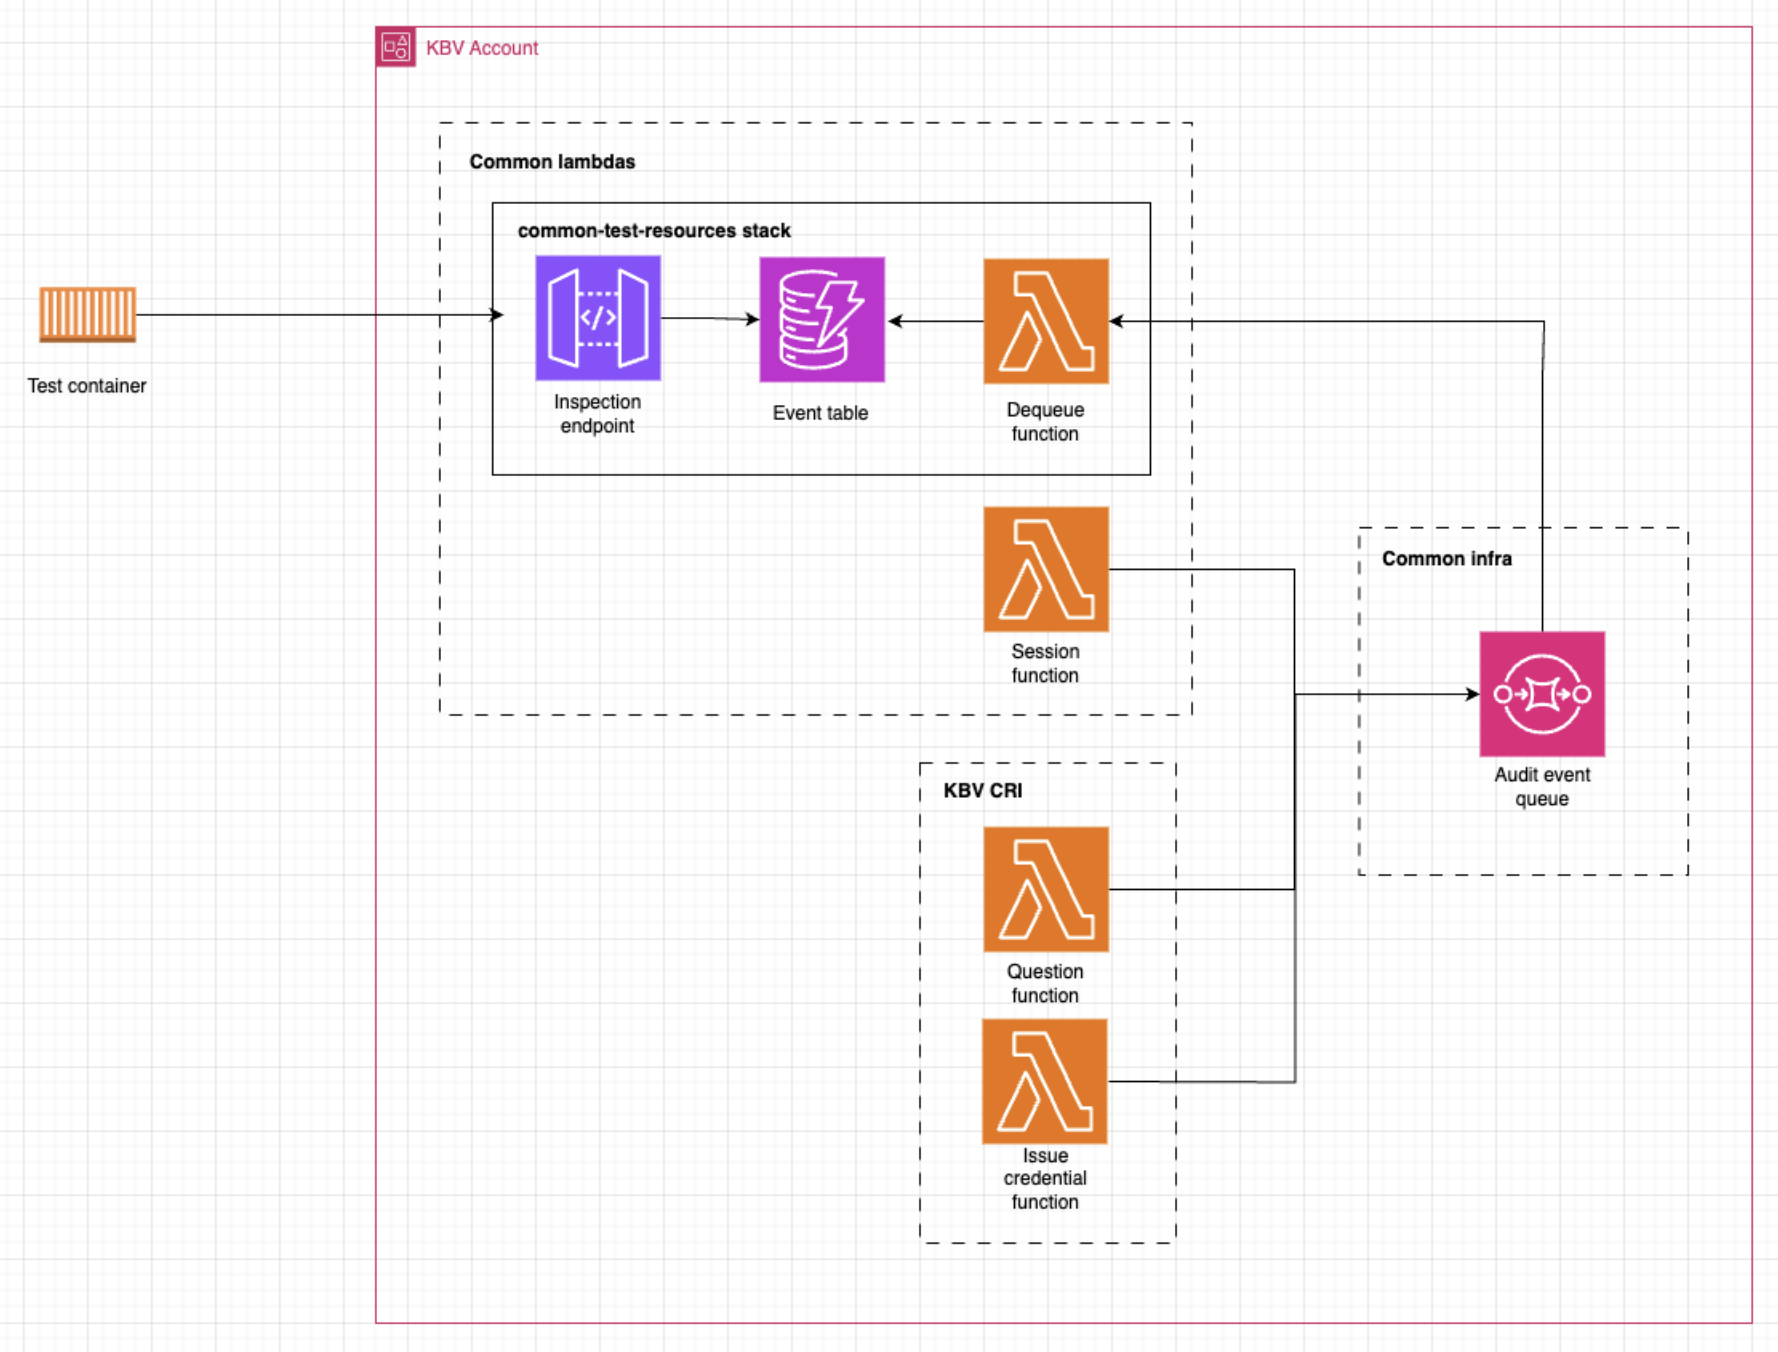 KBV Account
Common lambdas
common-test-resources stack
Test container
Inspection
endpoint
Event table
Dequeue
function
Session
function
Common infra
Audit event
queue
KBV CRI
Question
function
Issue
credential
function